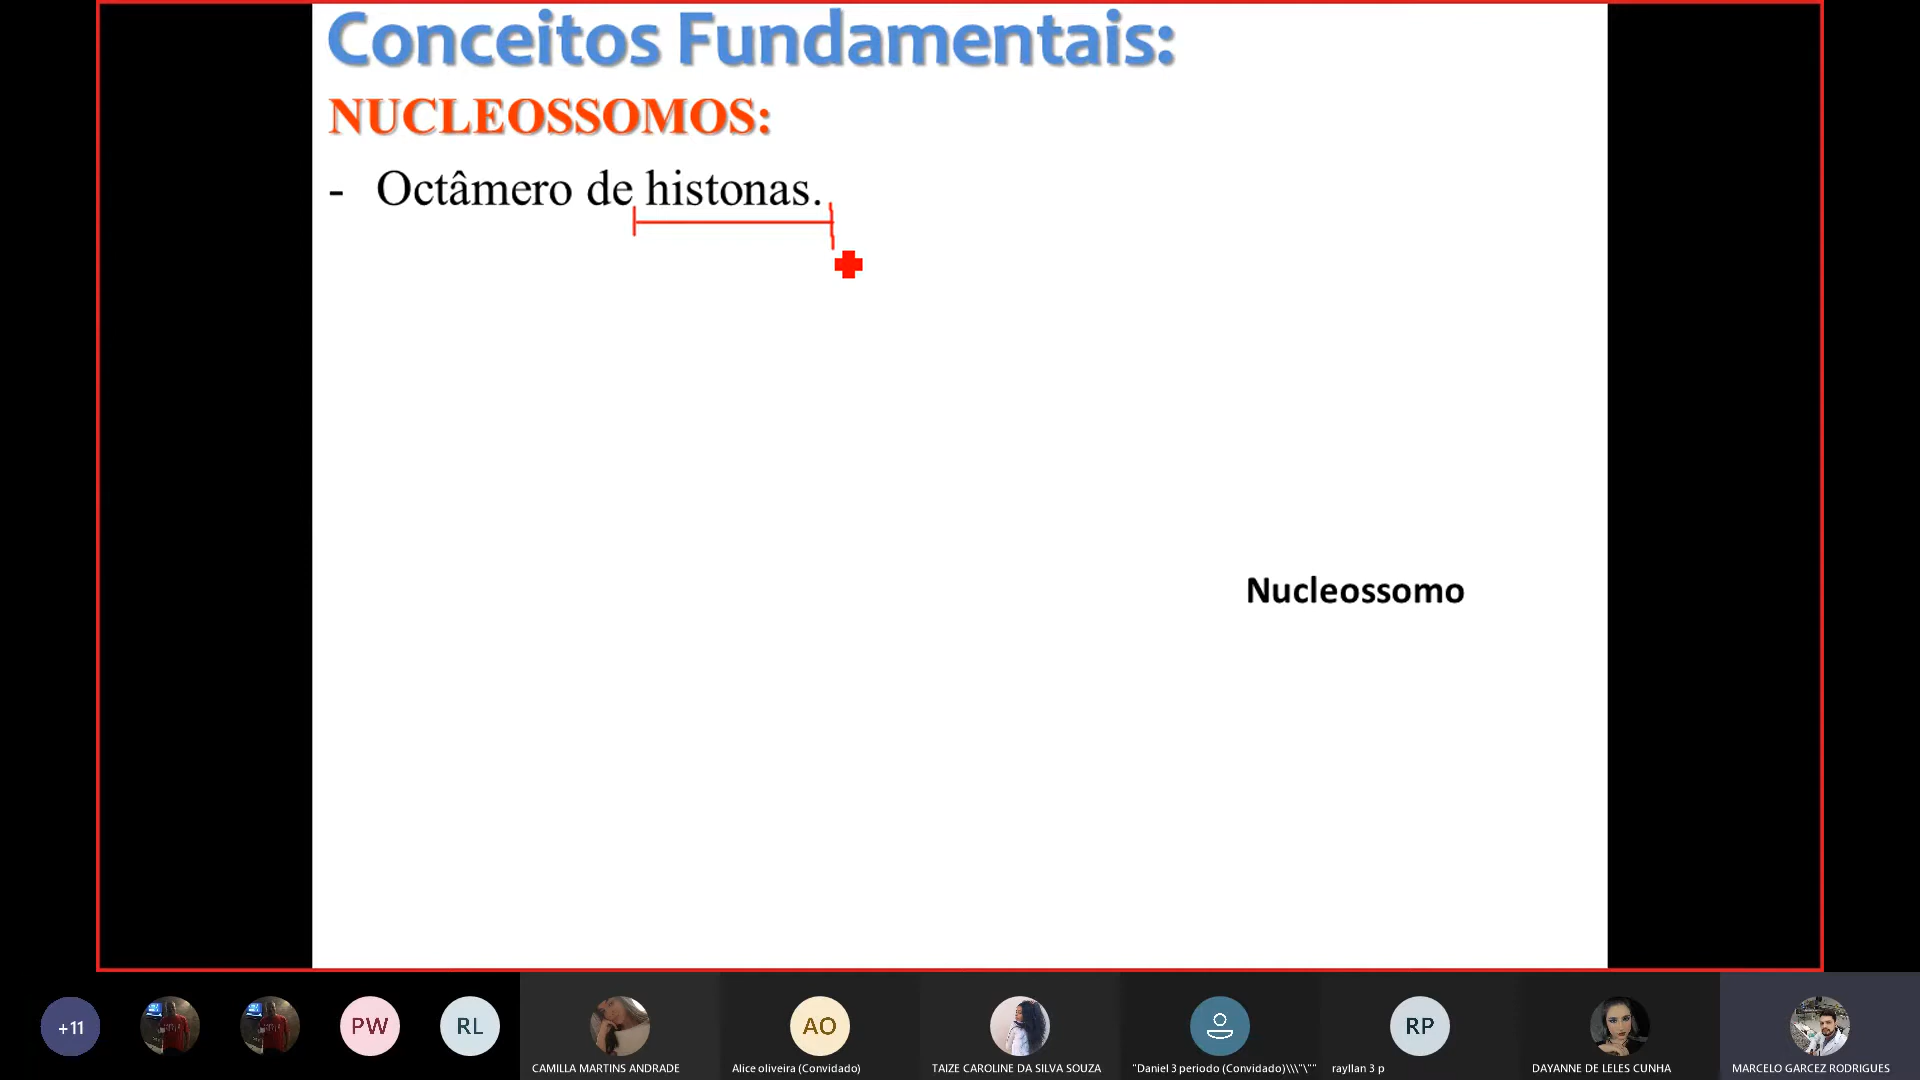 Conceitos Fundamentais:
NUCLEOSSOMOS:
- Octâmero de histonas.
Nucleossomo
+11
PW
RL
AO
RP
CAMILLA MARTINS ANDRADE
Alice oliveira (Convidado)
TAIZE CAROLINE DA SILVA SOUZA
"Daniel 3 periodo (Convidado)\\\"\""
rayllan 3 p
DAYANNE DE LELES CUNHA
MARCELO GARCEZ RODRIGUES